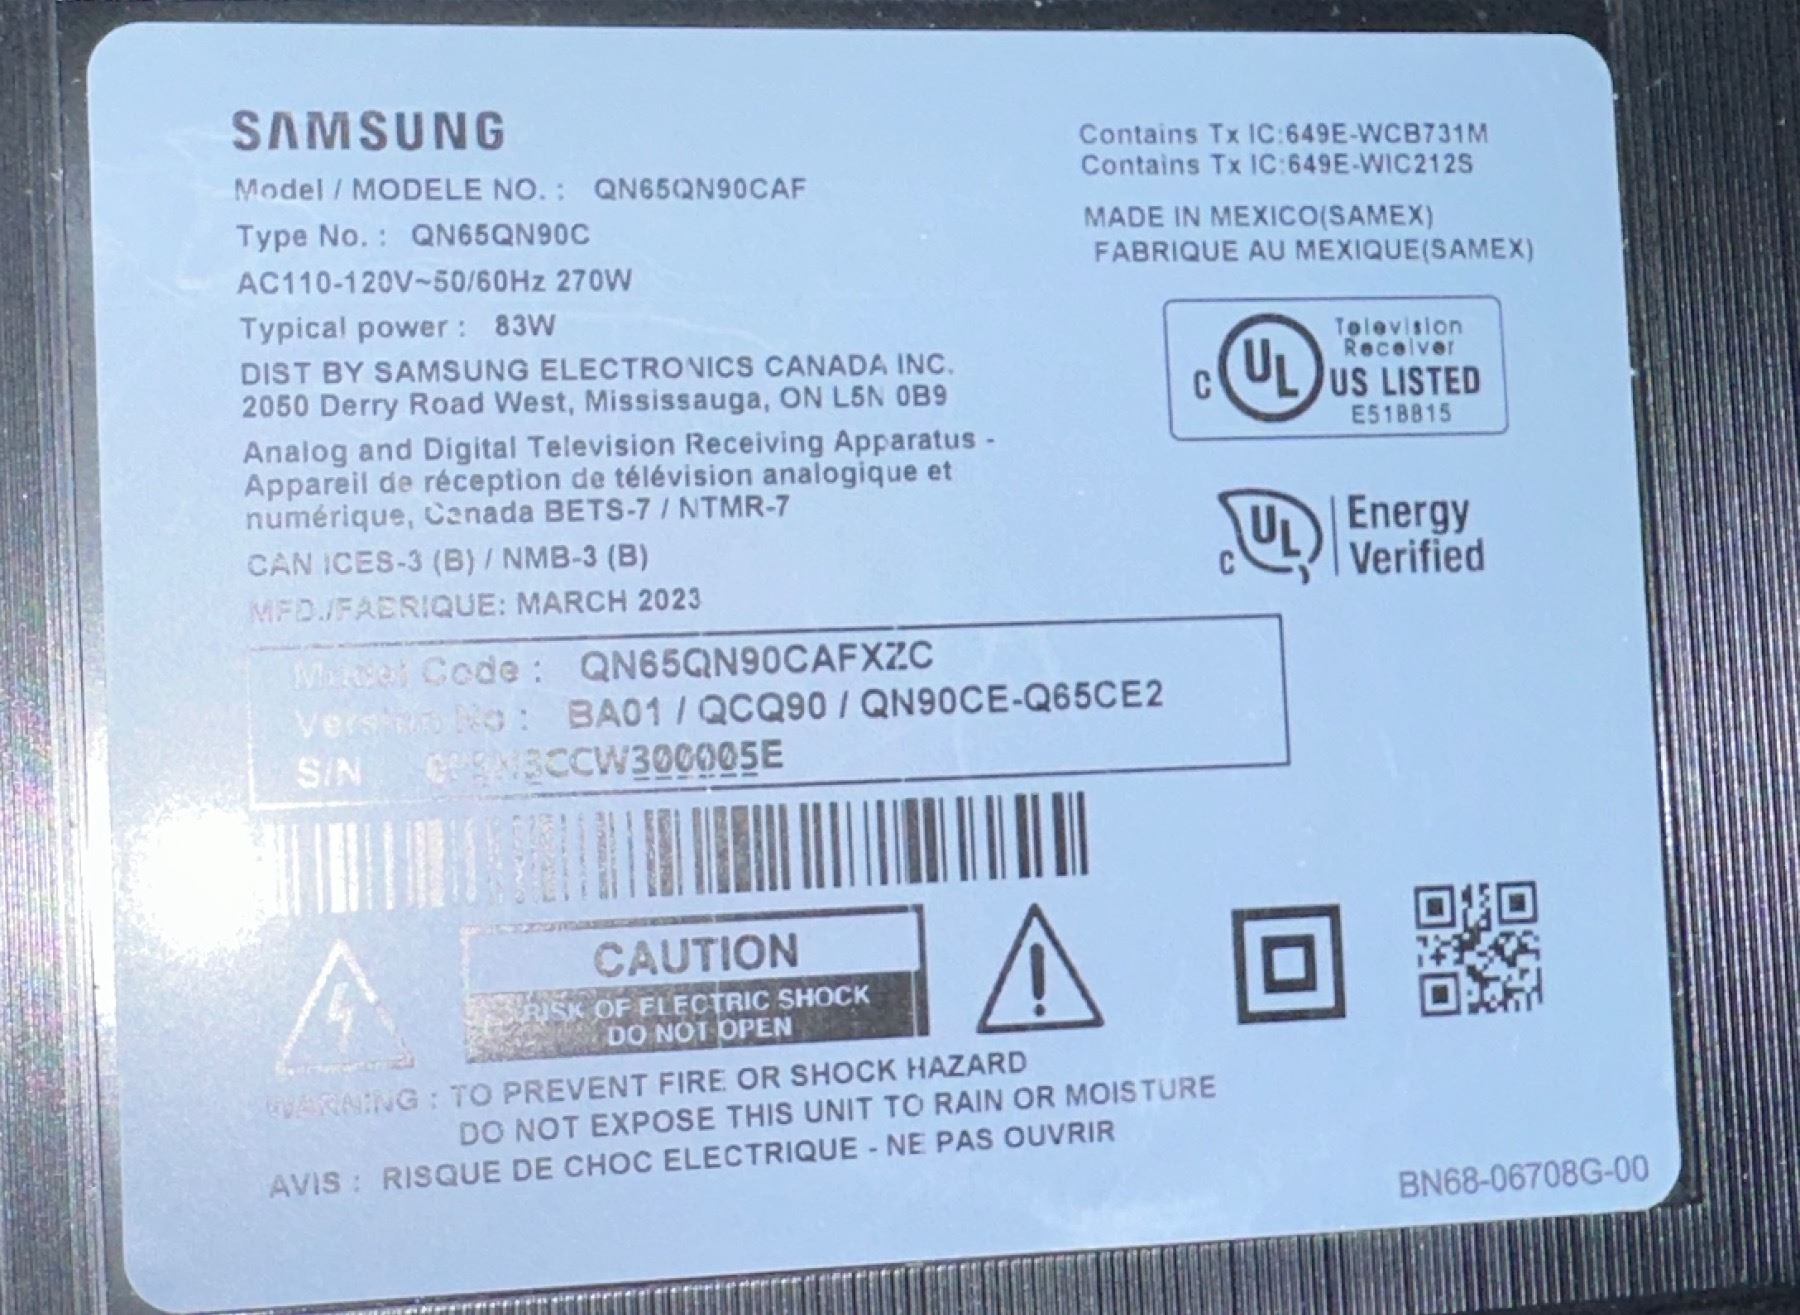 SAMSUNG
Model / MODELE NO. : QN65QN90CAF
Type No. : QN65QN90C
AC110-120V~50/60Hz 270W
Typical power : 83W
DIST BY SAMSUNG ELECTRONICS CANADA INC.
2050 Derry Road West, Mississauga, ON L5N 0B9
Analog and Digital Television Receiving Apparatus -
Appareil de réception de télévision analogique et
numérique, Canada BETS-7 / NTMR-7
CAN ICES-3 (B) / NMB-3 (B)
MFD./FABRIQUE: MARCH 2023
Contains Tx IC:649E-WCB731M
Contains Tx IC:649E-WIC212S
MADE IN MEXICO(SAMEX)
FABRIQUE AU MEXIQUE(SAMEX)
Television
Receiver
C UL US LISTED
E51BB15
C UL Energy
Verified
Model Code : QN65QN90CAFXZC
Version No : BA01 / QCQ90 / QN90CE-Q65CE2
S/N
CAUTION
RISK OF ELECTRIC SHOCK
DO NOT OPEN
WARNING : TO PREVENT FIRE OR SHOCK HAZARD
DO NOT EXPOSE THIS UNIT TO RAIN OR MOISTURE
AVIS : RISQUE DE CHOC ELECTRIQUE - NE PAS OUVRIR
BN68-06708G-00